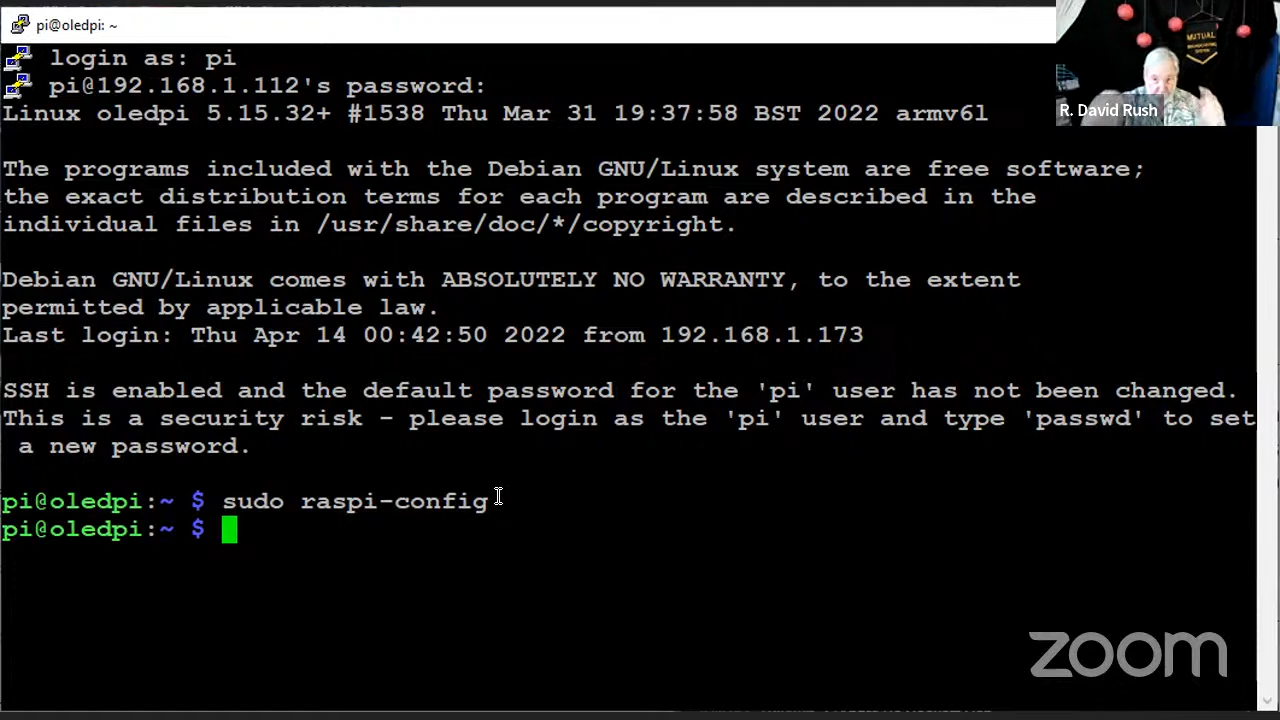 pi@oledpi: ~
login as: pi
pi@192.168.1.112's password:
Linux oledpi 5.15.32+ #1538 Thu Mar 31 19:37:58 BST 2022 armv6l
The programs included with the Debian GNU/Linux system are free software;
the exact distribution terms for each program are described in the
individual files in /usr/share/doc/*/copyright.
Debian GNU/Linux comes with ABSOLUTELY NO WARRANTY, to the extent
permitted by applicable law.
Last login: Thu Apr 14 00:42:50 2022 from 192.168.1.173
SSH is enabled and the default password for the 'pi' user has not been changed.
This is a security risk - please login as the 'pi' user and type 'passwd' to set
a new password.
pi@oledpi:~ $ sudo raspi-config
pi@oledpi:~ $
MUTUAL
BROADCASTING
SYSTEM
R. David Rush
zoom